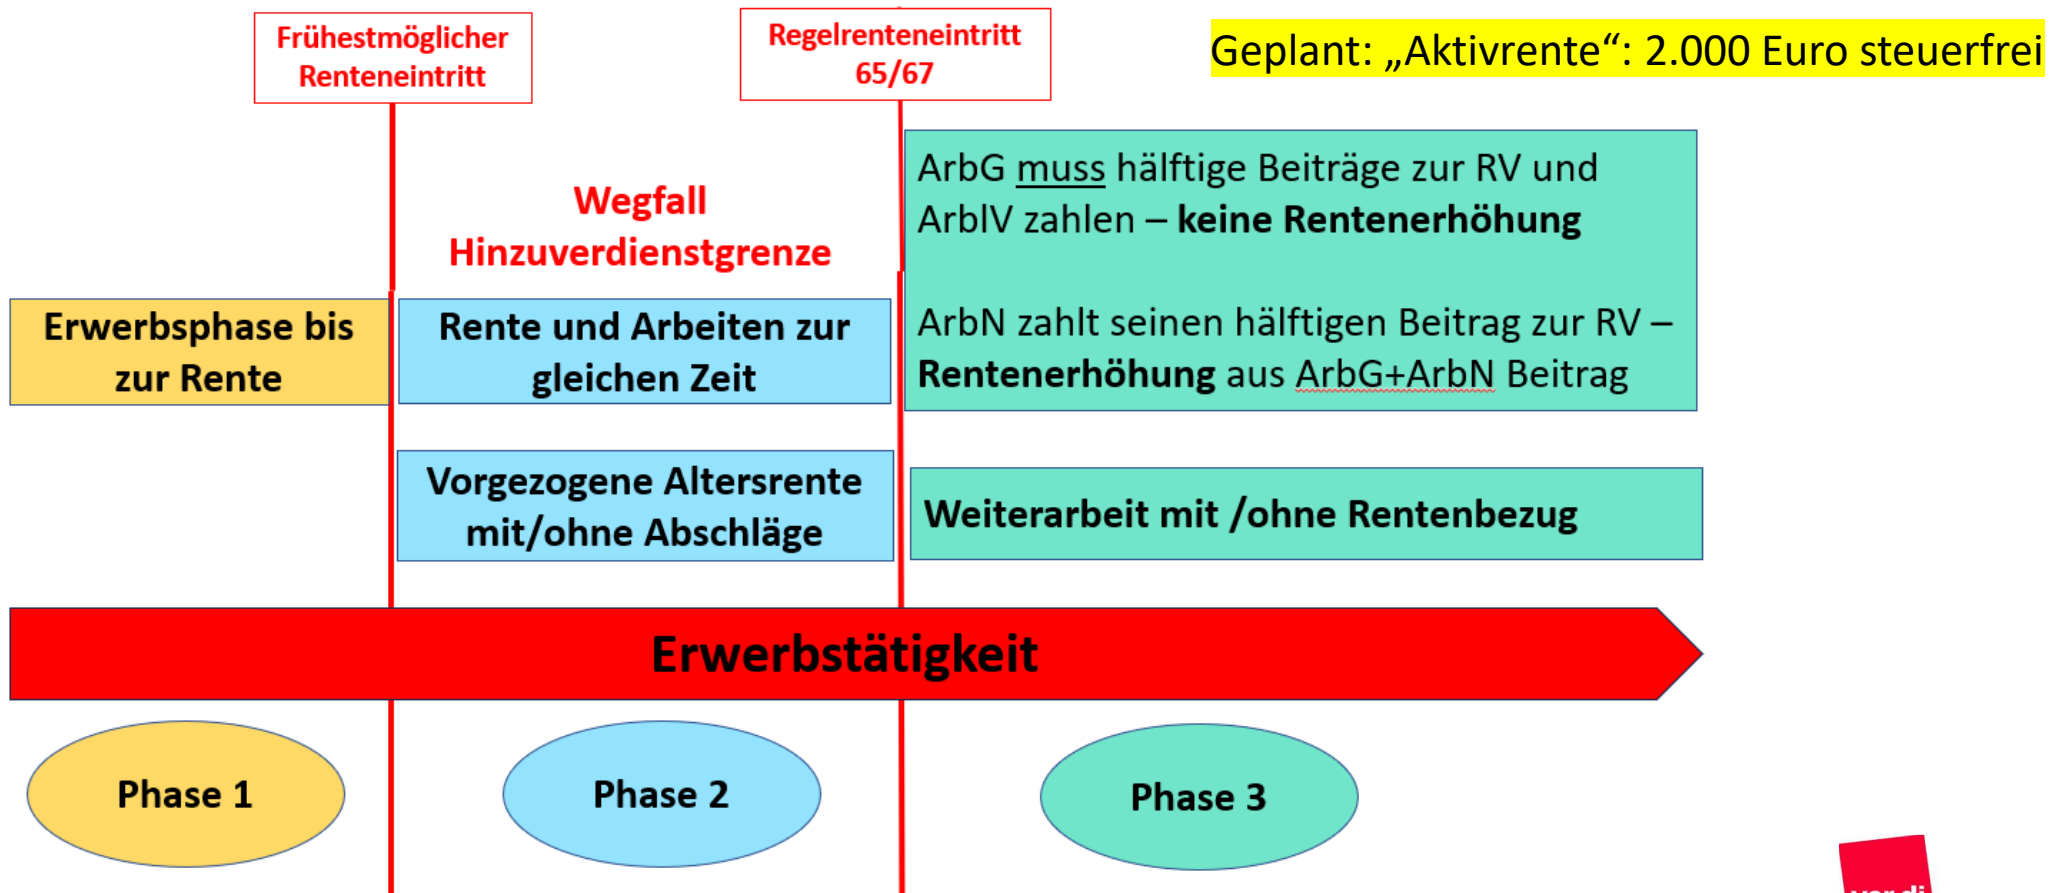 Frühestmöglicher
Renteneintritt
Regelrenteneintritt
65/67
Geplant: „Aktivrente“: 2.000 Euro steuerfrei
Wegfall
Hinzuverdienstgrenze
ArbG muss hälftige Beiträge zur RV und
ArblV zahlen – keine Rentenerhöhung
ArbN zahlt seinen hälftigen Beitrag zur RV –
Rentenerhöhung aus ArbG+ArbN Beitrag
Erwerbsphase bis
zur Rente
Rente und Arbeiten zur
gleichen Zeit
Vorgezogene Altersrente
mit/ohne Abschläge
Weiterarbeit mit /ohne Rentenbezug
Erwerbstätigkeit
Phase 1
Phase 2
Phase 3
ver.di